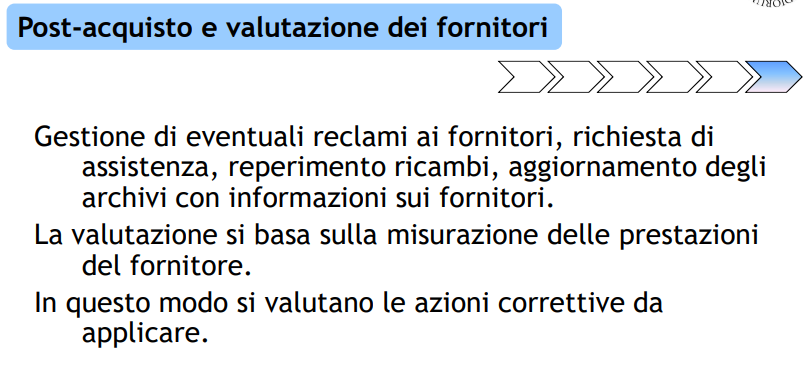 Post-acquisto e valutazione dei fornitori
Gestione di eventuali reclami ai fornitori, richiesta di
assistenza, reperimento ricambi, aggiornamento degli
archivi con informazioni sui fornitori.
La valutazione si basa sulla misurazione delle prestazioni
del fornitore.
In questo modo si valutano le azioni correttive da
applicare.